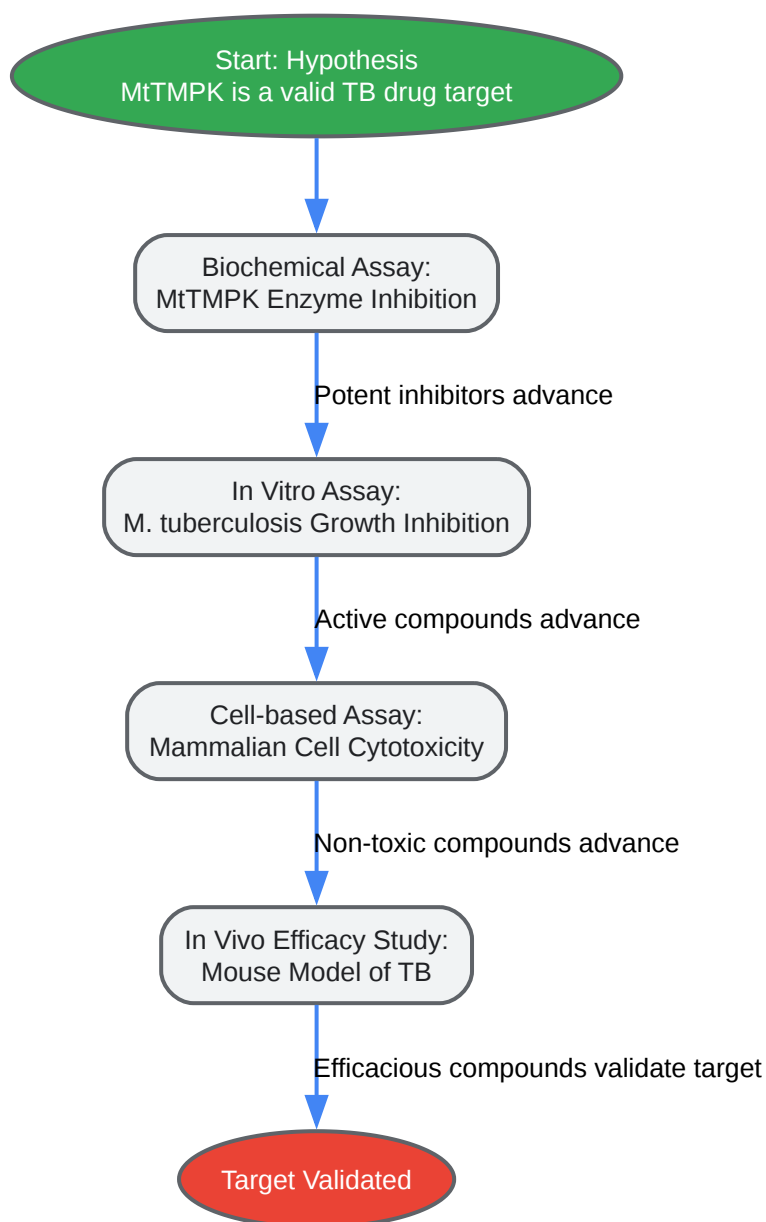 Start: Hypothesis
MtTMPK is a valid TB drug target
Biochemical Assay:
MtTMPK Enzyme Inhibition
Potent inhibitors advance
In Vitro Assay:
M. tuberculosis Growth Inhibition
Active compounds advance
Cell-based Assay:
Mammalian Cell Cytotoxicity
Non-toxic compounds advance
In Vivo Efficacy Study:
Mouse Model of TB
Efficacious compounds validate target
Target Validated